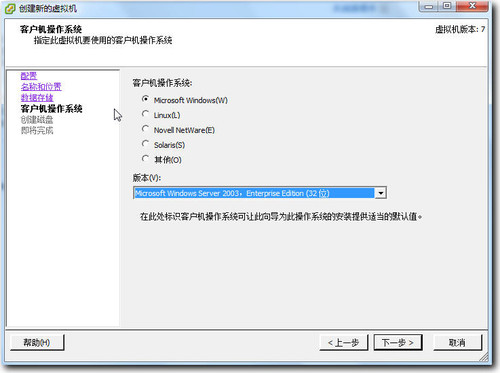 创建新的虚拟机
客户机操作系统
指定此虚拟机要使用的客户机操作系统
虚拟机版本: 7
配置
名称和位置
数据存储
客户机操作系统
创建磁盘
即将完成
客户机操作系统:
Microsoft Windows(W)
Linux(L)
Novell NetWare(E)
Solaris(S)
其他(O)
版本(V):
Microsoft Windows Server 2003, Enterprise Edition (32 位)
在此处标识客户机操作系统可让此向导为此操作系统的安装提供适当的默认值。
帮助(H)
< 上一步
下一步 >
取消